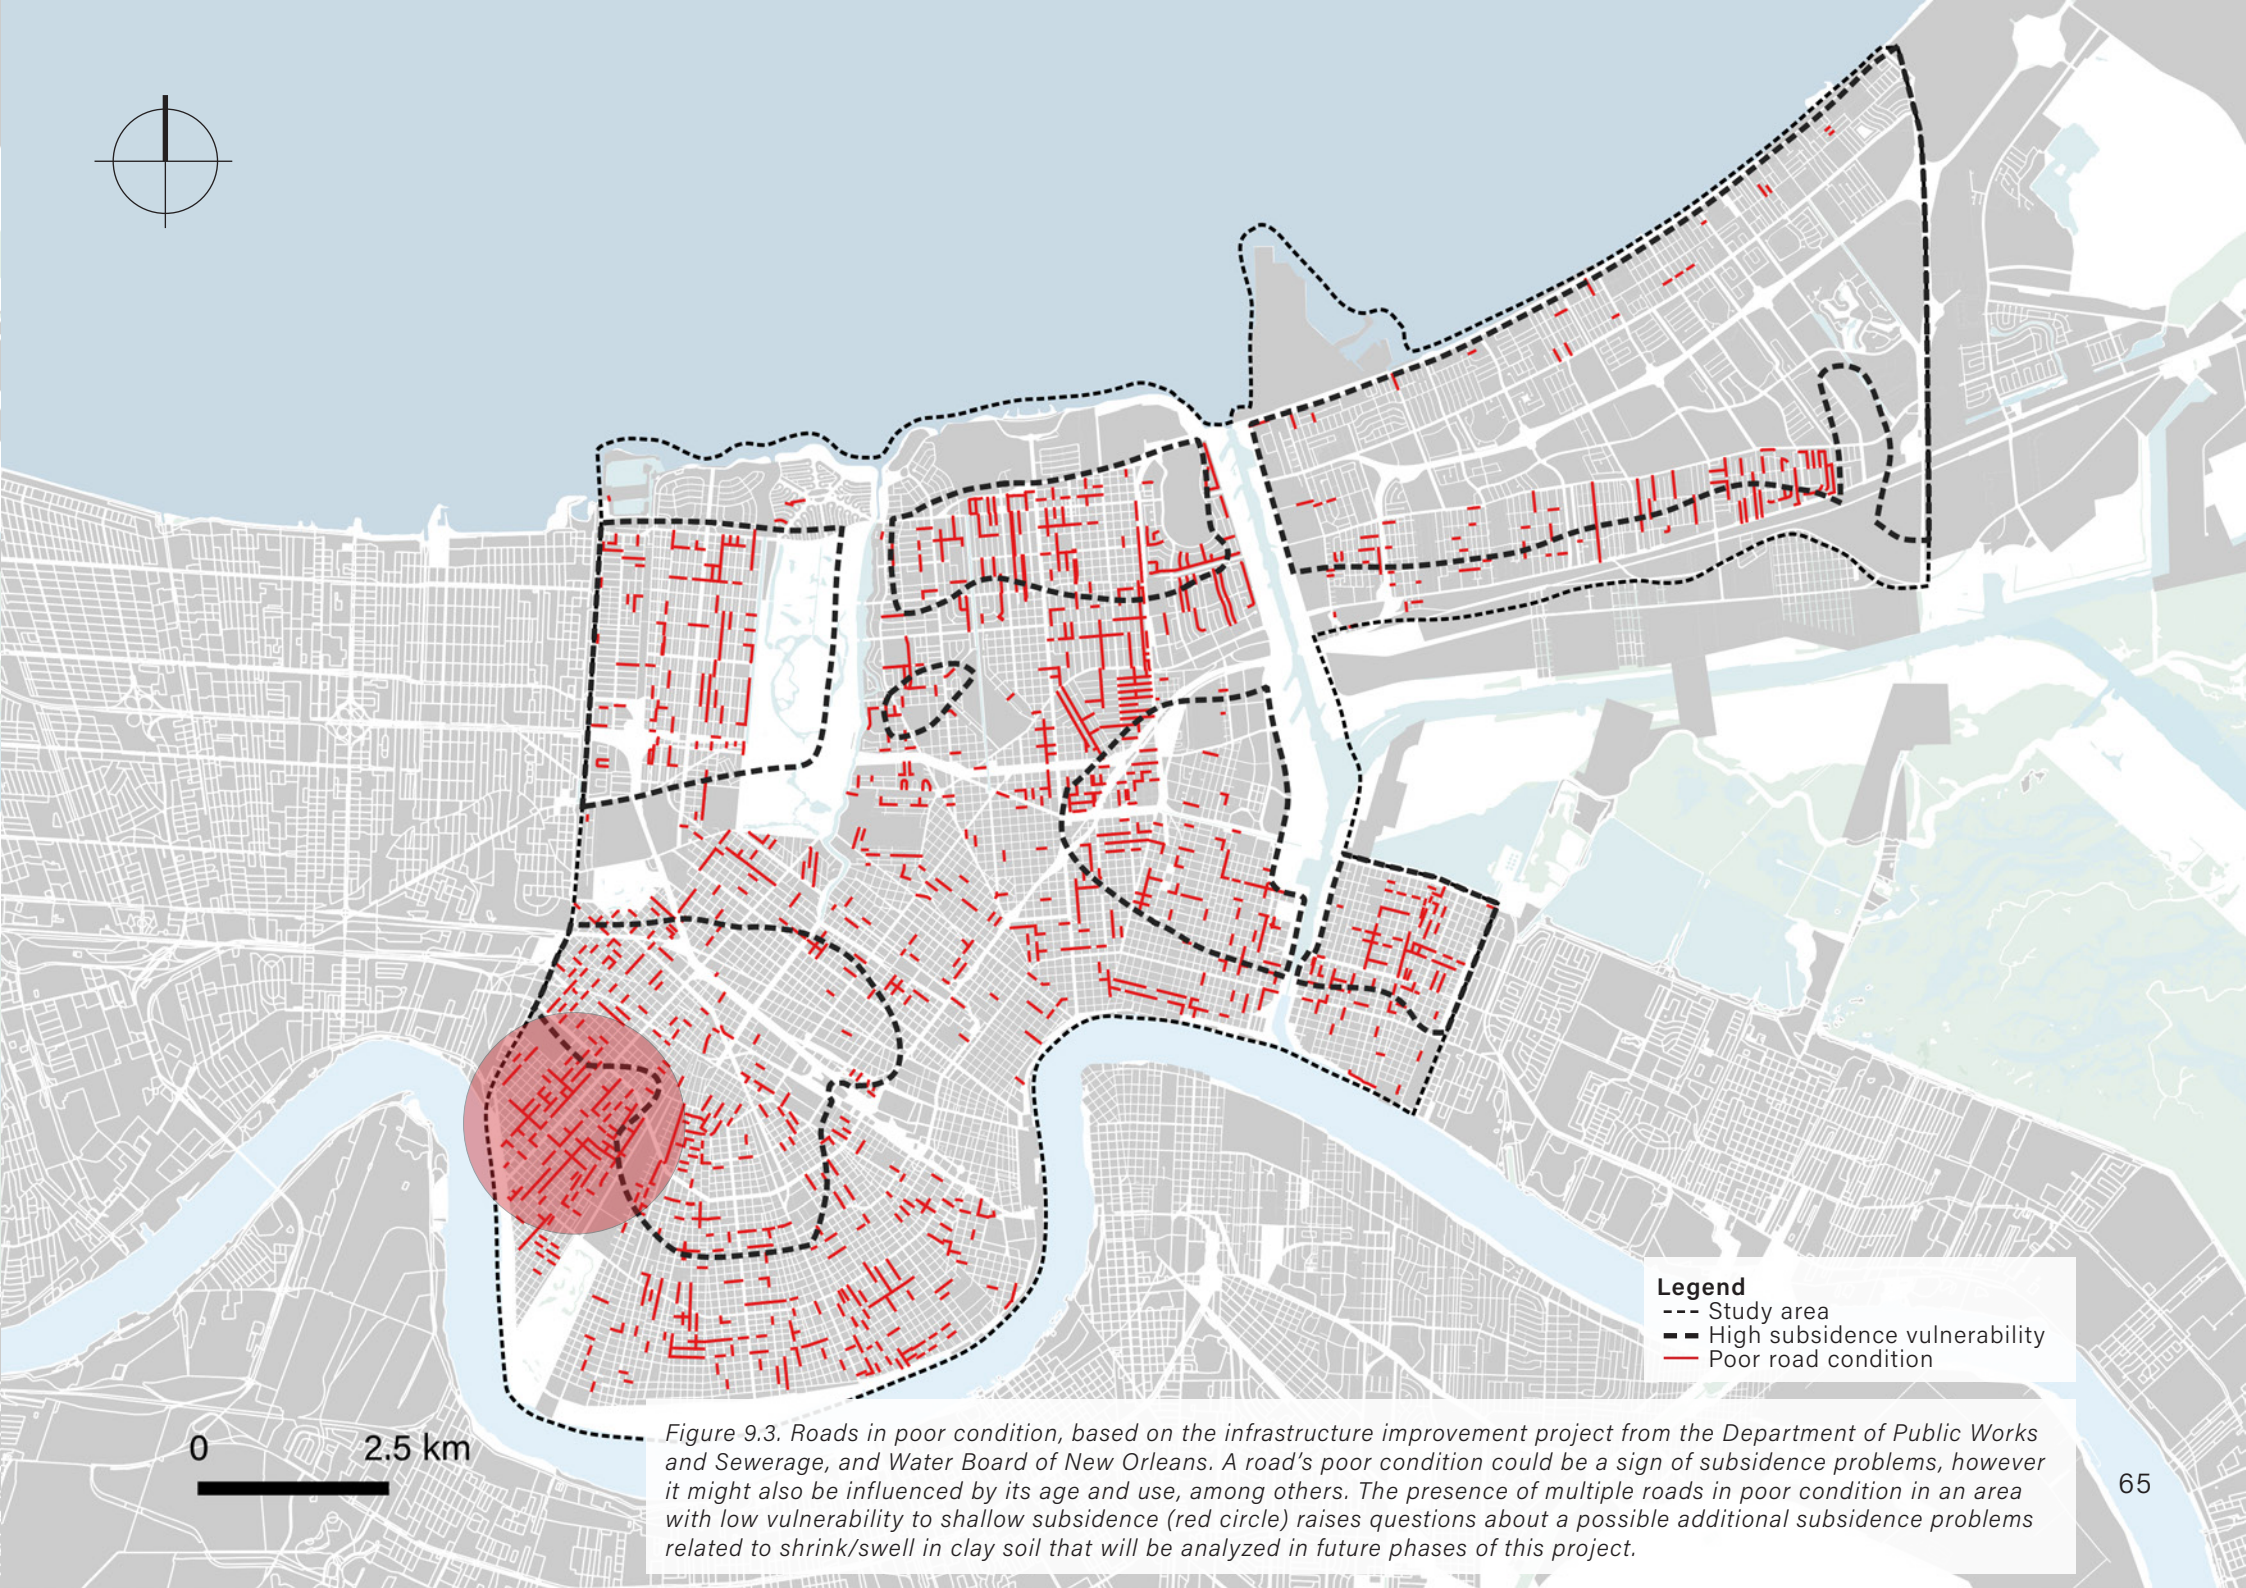 Legend
Study area
High subsidence vulnerability
Poor road condition
0 2.5 km
Figure 9.3. Roads in poor condition, based on the infrastructure improvement project from the Department of Public Works
and Sewerage, and Water Board of New Orleans. A road's poor condition could be a sign of subsidence problems, however
it might also be influenced by its age and use, among others. The presence of multiple roads in poor condition in an area
with low vulnerability to shallow subsidence (red circle) raises questions about a possible additional subsidence problems
related to shrink/swell in clay soil that will be analyzed in future phases of this project.
65